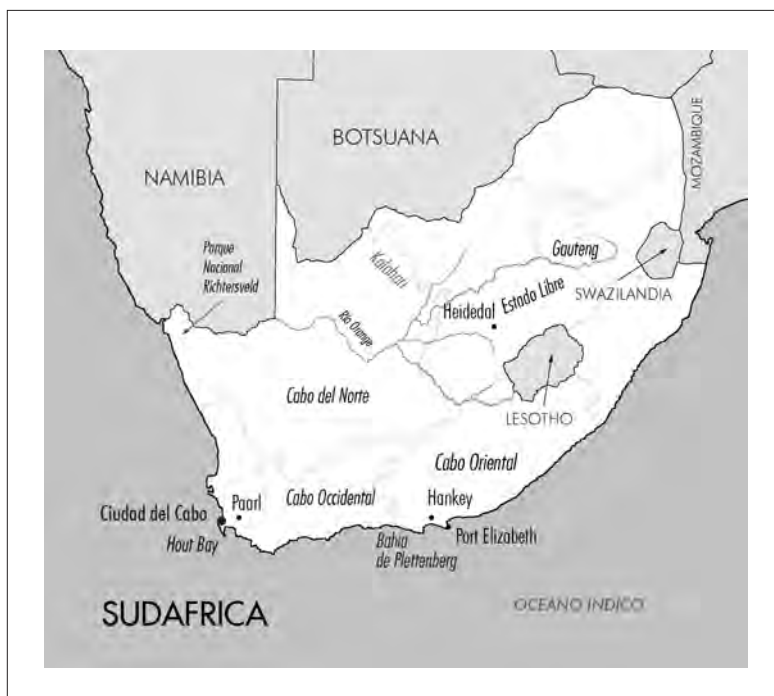 BOTSUANA
MOZAMBIQUE
NAMIBIA
Parque
Nacional
Richtersveld
Kalahari
Gauteng
SWAZILANDIA
Heidedal
Estado Libre
Río Orange
Cabo del Norte
LESOTHO
Cabo Oriental
Ciudad del Cabo
Paarl
Cabo Occidental
Hankey
Hout Bay
Bahía
de Plettenberg
Port Elizabeth
SUDAFRICA
OCEANO INDICO